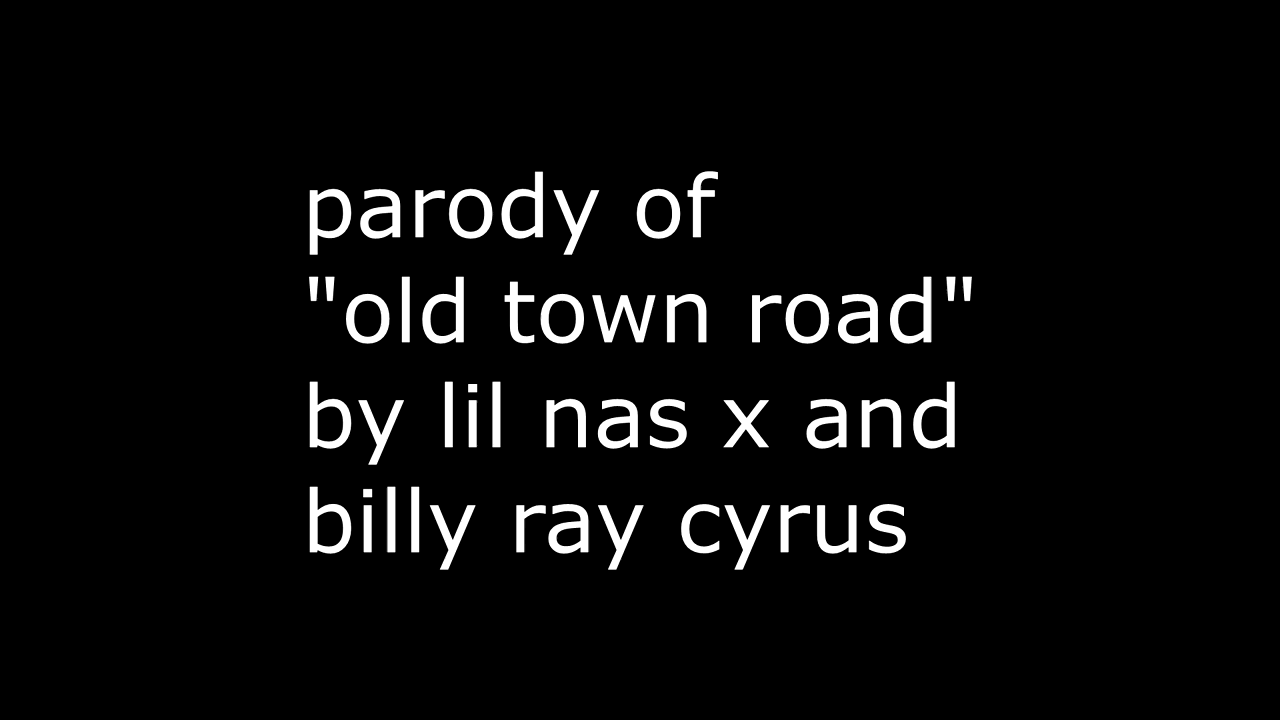 parody of
"old town road"
by lil nas x and
billy ray cyrus